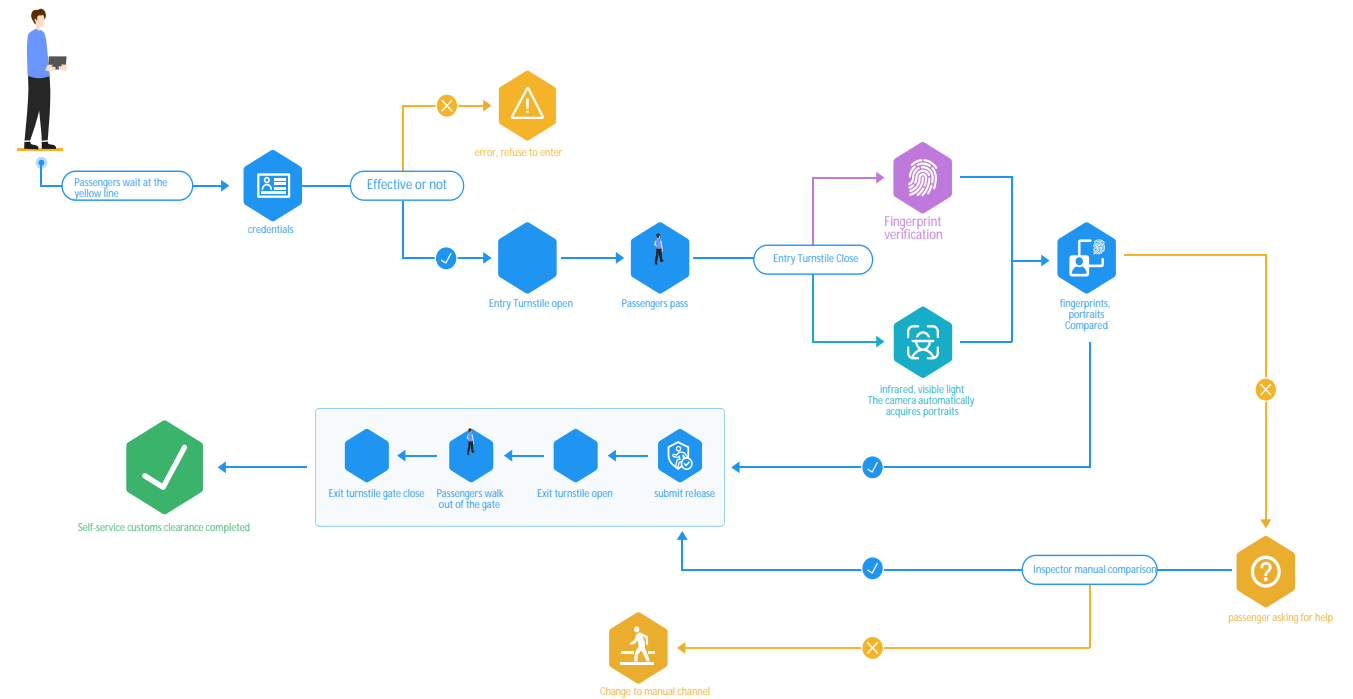 error, refuse to enter
Passengers wait at the
yellow line
Effective or not
credentials
Fingerprint
verification
Entry Turnstile Close
Entry Turnstile open
Passengers pass
fingerprints,
portraits
Compared
infrared, visible light
The camera automatically
acquires portraits
Exit turnstile gate close
Passengers walk
out of the gate
Exit turnstile open
submit release
Self-service customs clearance completed
Inspector manual comparison
passenger asking for help
Change to manual channel